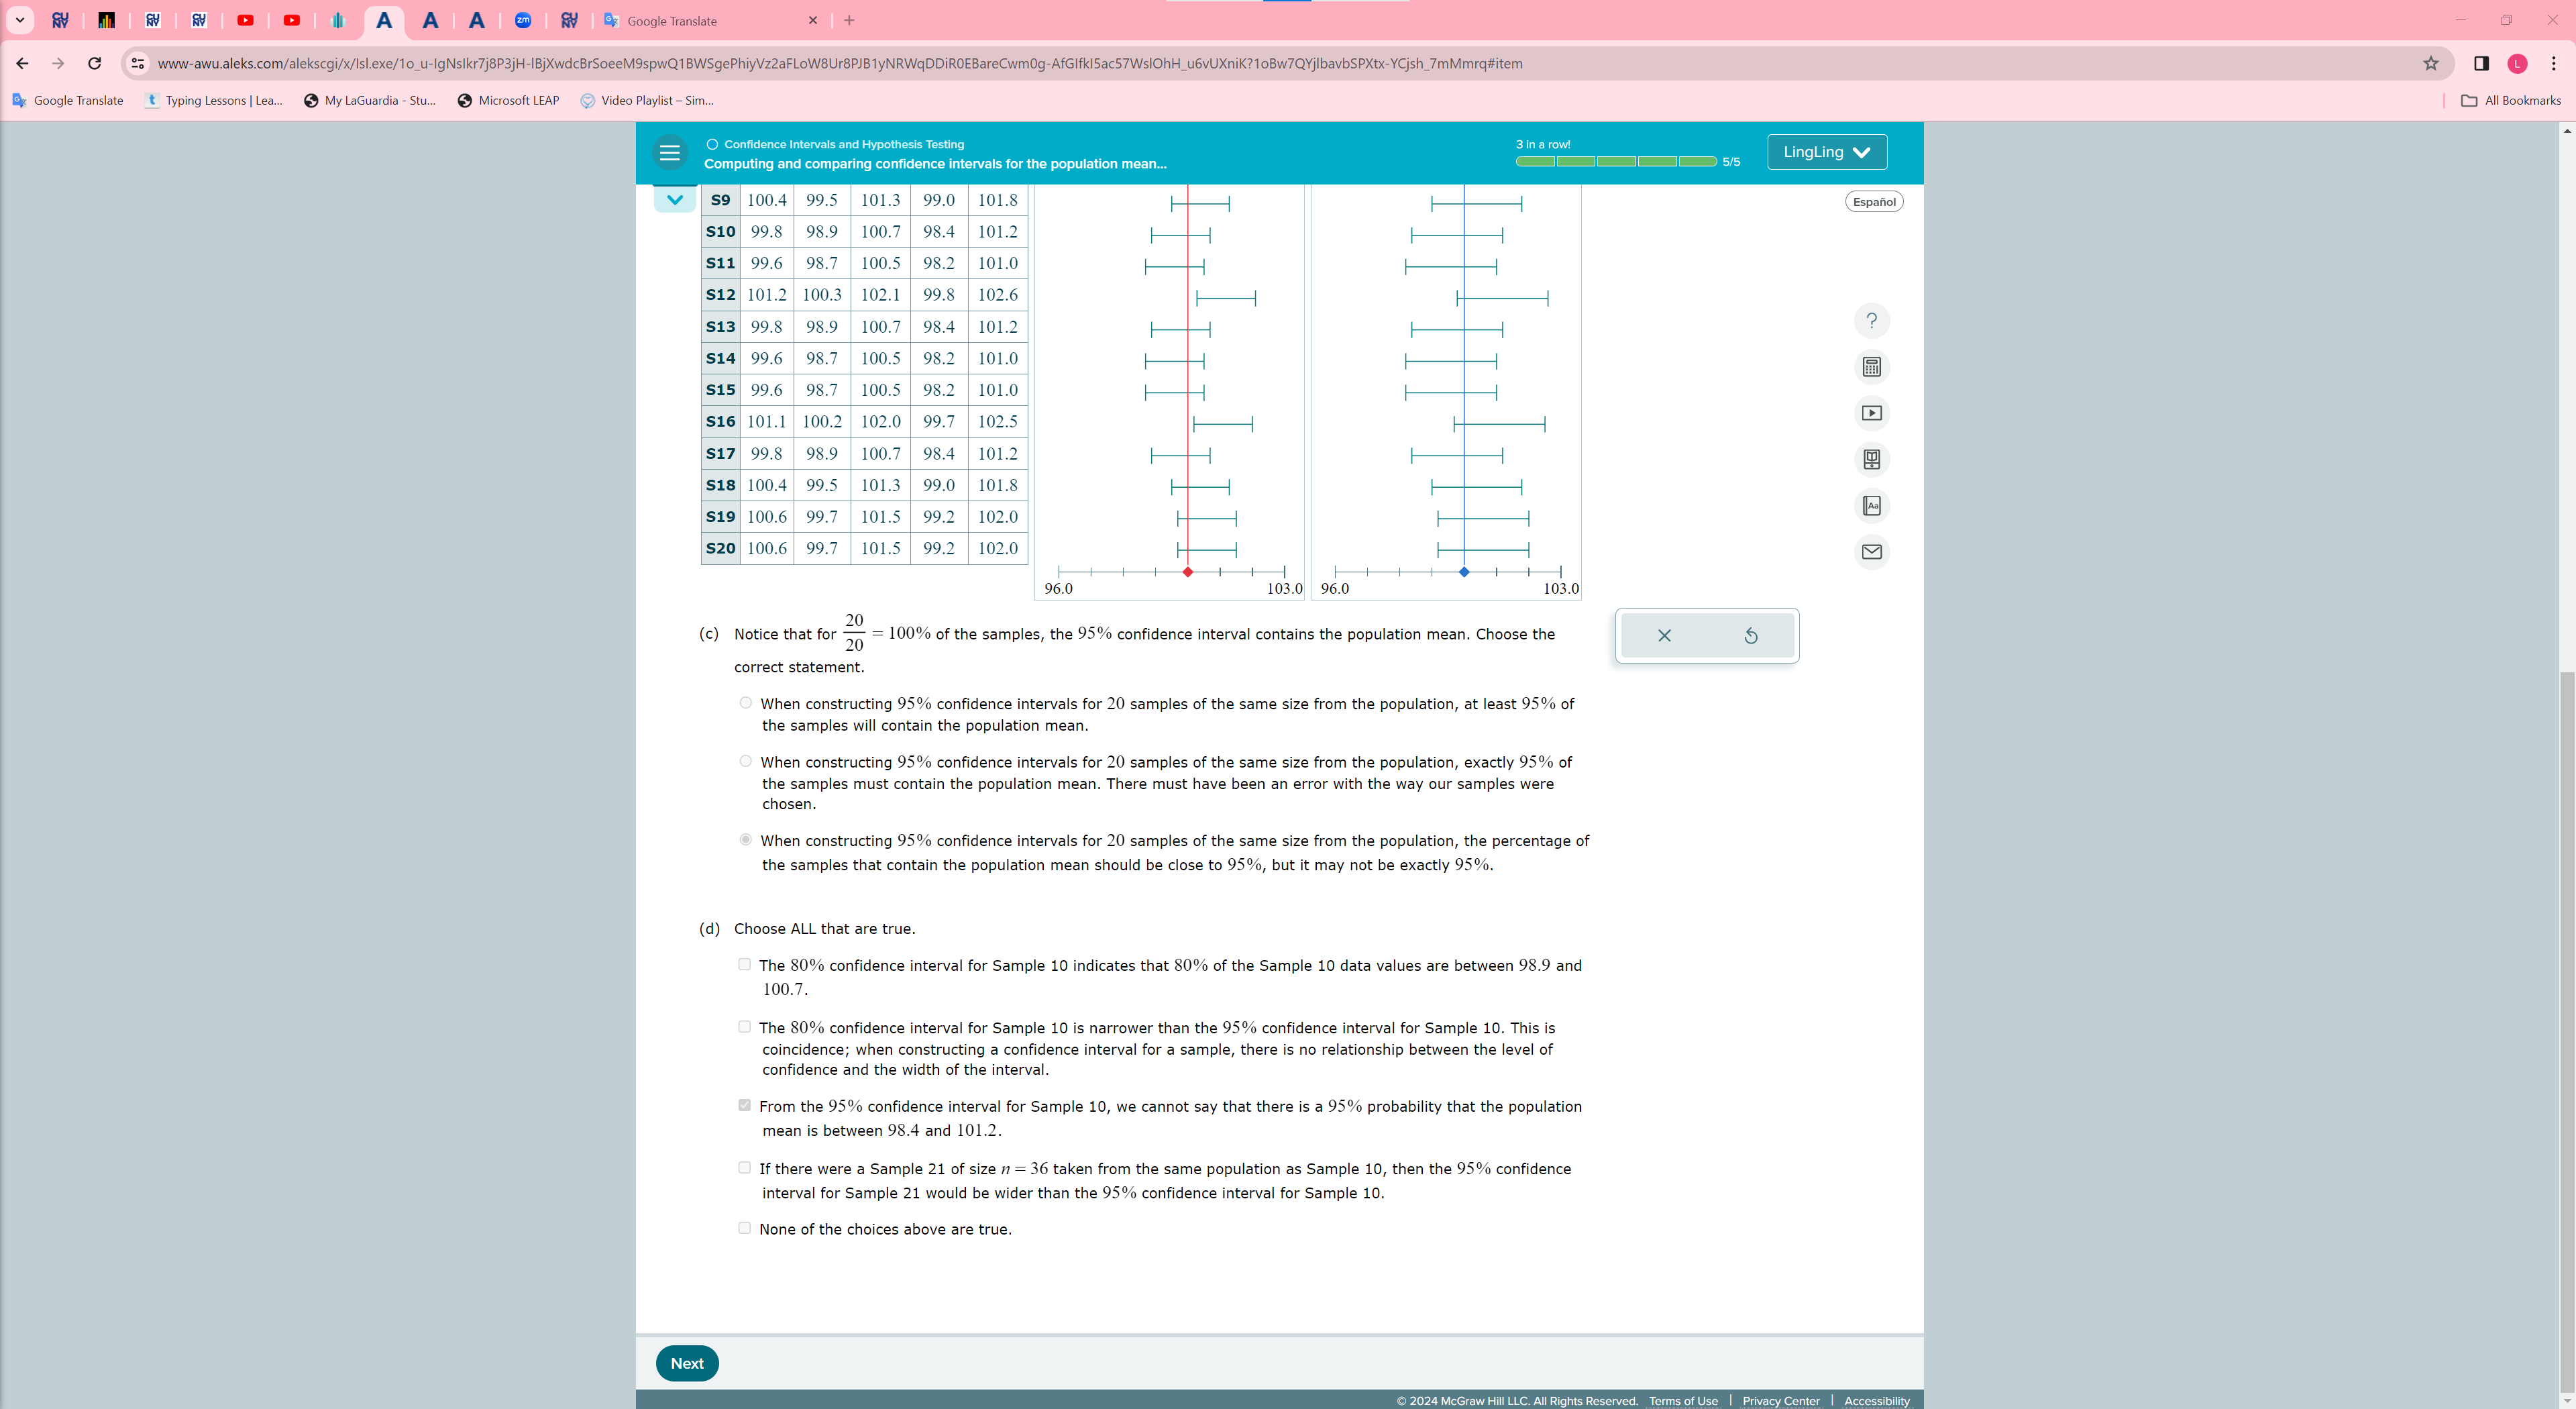 Google Translate
www-awu.aleks.com/alekscgi/x/Isl.exe/1o_u-IgNsIkr7j8P3jH-IBjXwdcBrSoeeM9spwQ1BWSgePhiyVz2aFLoW8Ur8PJB1yNRWqDDiR0EBareCwm0g-AfGIfkI5ac57WslOhH_u6vUXniK?1oBw7QYjlbavbSPXtx-YCjsh_7mMmrq#item
L
Google Translate Typing Lessons | Lea... My LaGuardia - Stu... Microsoft LEAP Video Playlist – Sim... All Bookmarks
Confidence Intervals and Hypothesis Testing
Computing and comparing confidence intervals for the population mean...
3 in a row!
5/5
LingLing
Español
S9 100.4 99.5 101.3 99.0 101.8
S10 99.8 98.9 100.7 98.4 101.2
S11 99.6 98.7 100.5 98.2 101.0
S12 101.2 100.3 102.1 99.8 102.6
S13 99.8 98.9 100.7 98.4 101.2
S14 99.6 98.7 100.5 98.2 101.0
S15 99.6 98.7 100.5 98.2 101.0
S16 101.1 100.2 102.0 99.7 102.5
S17 99.8 98.9 100.7 98.4 101.2
S18 100.4 99.5 101.3 99.0 101.8
S19 100.6 99.7 101.5 99.2 102.0
S20 100.6 99.7 101.5 99.2 102.0
96.0 103.0 96.0 103.0
(c) Notice that for 20/20 = 100% of the samples, the 95% confidence interval contains the population mean. Choose the
correct statement.
When constructing 95% confidence intervals for 20 samples of the same size from the population, at least 95% of
the samples will contain the population mean.
When constructing 95% confidence intervals for 20 samples of the same size from the population, exactly 95% of
the samples must contain the population mean. There must have been an error with the way our samples were
chosen.
When constructing 95% confidence intervals for 20 samples of the same size from the population, the percentage of
the samples that contain the population mean should be close to 95%, but it may not be exactly 95%.
(d) Choose ALL that are true.
The 80% confidence interval for Sample 10 indicates that 80% of the Sample 10 data values are between 98.9 and
100.7.
The 80% confidence interval for Sample 10 is narrower than the 95% confidence interval for Sample 10. This is
coincidence; when constructing a confidence interval for a sample, there is no relationship between the level of
confidence and the width of the interval.
From the 95% confidence interval for Sample 10, we cannot say that there is a 95% probability that the population
mean is between 98.4 and 101.2.
If there were a Sample 21 of size n = 36 taken from the same population as Sample 10, then the 95% confidence
interval for Sample 21 would be wider than the 95% confidence interval for Sample 10.
None of the choices above are true.
Next
© 2024 McGraw Hill LLC. All Rights Reserved. Terms of Use | Privacy Center | Accessibility